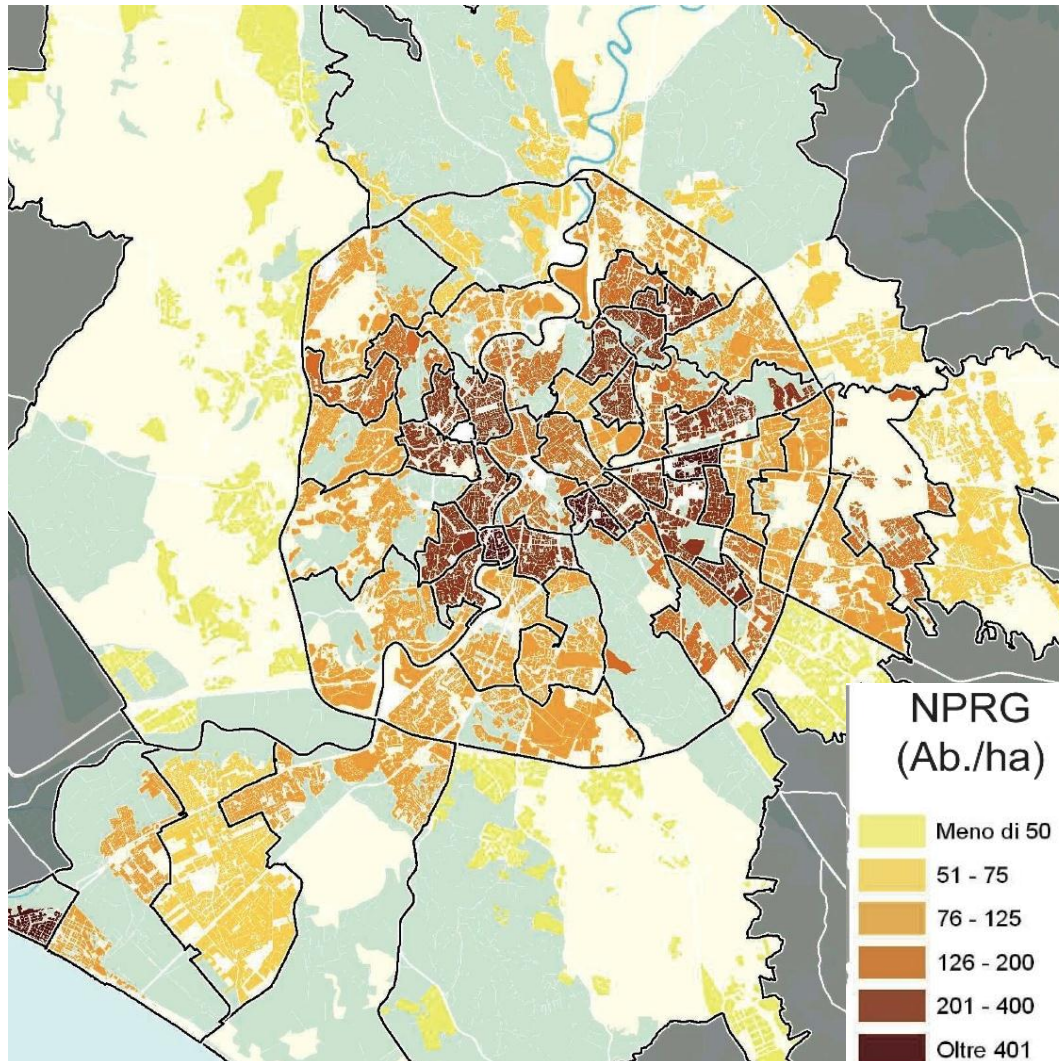 NPRG
(Ab./ha)
Meno di 50
51 - 75
76 - 125
126 - 200
201 - 400
Oltre 401